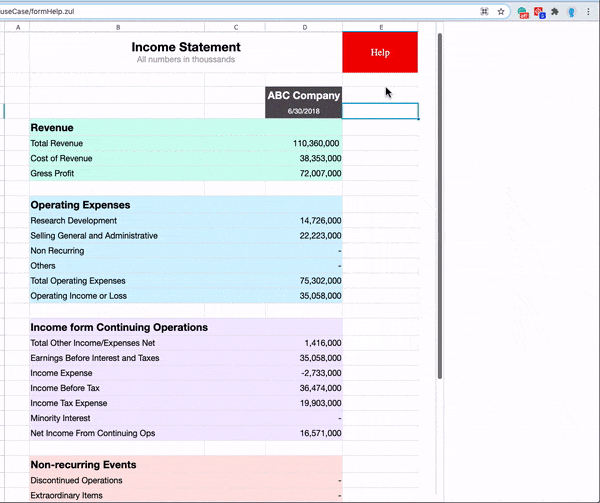 useCase/formHelp.zul
off
5
A B C D E
Income Statement
All numbers in thousands
Help
ABC Company
6/30/2018
Revenue
Total Revenue 110,360,000
Cost of Revenue 38,353,000
Gress Profit 72,007,000
Operating Expenses
Research Development 14,726,000
Selling General and Administrative 22,223,000
Non Recurring -
Others -
Total Operating Expenses 75,302,000
Operating Income or Loss 35,058,000
Income form Continuing Operations
Total Other Income/Expenses Net 1,416,000
Earnings Before Interest and Taxes 35,058,000
Income Expense -2,733,000
Income Before Tax 36,474,000
Income Tax Expense 19,903,000
Minority Interest -
Net Income From Continuing Ops 16,571,000
Non-recurring Events
Discontinued Operations -
Extraordinary Items -